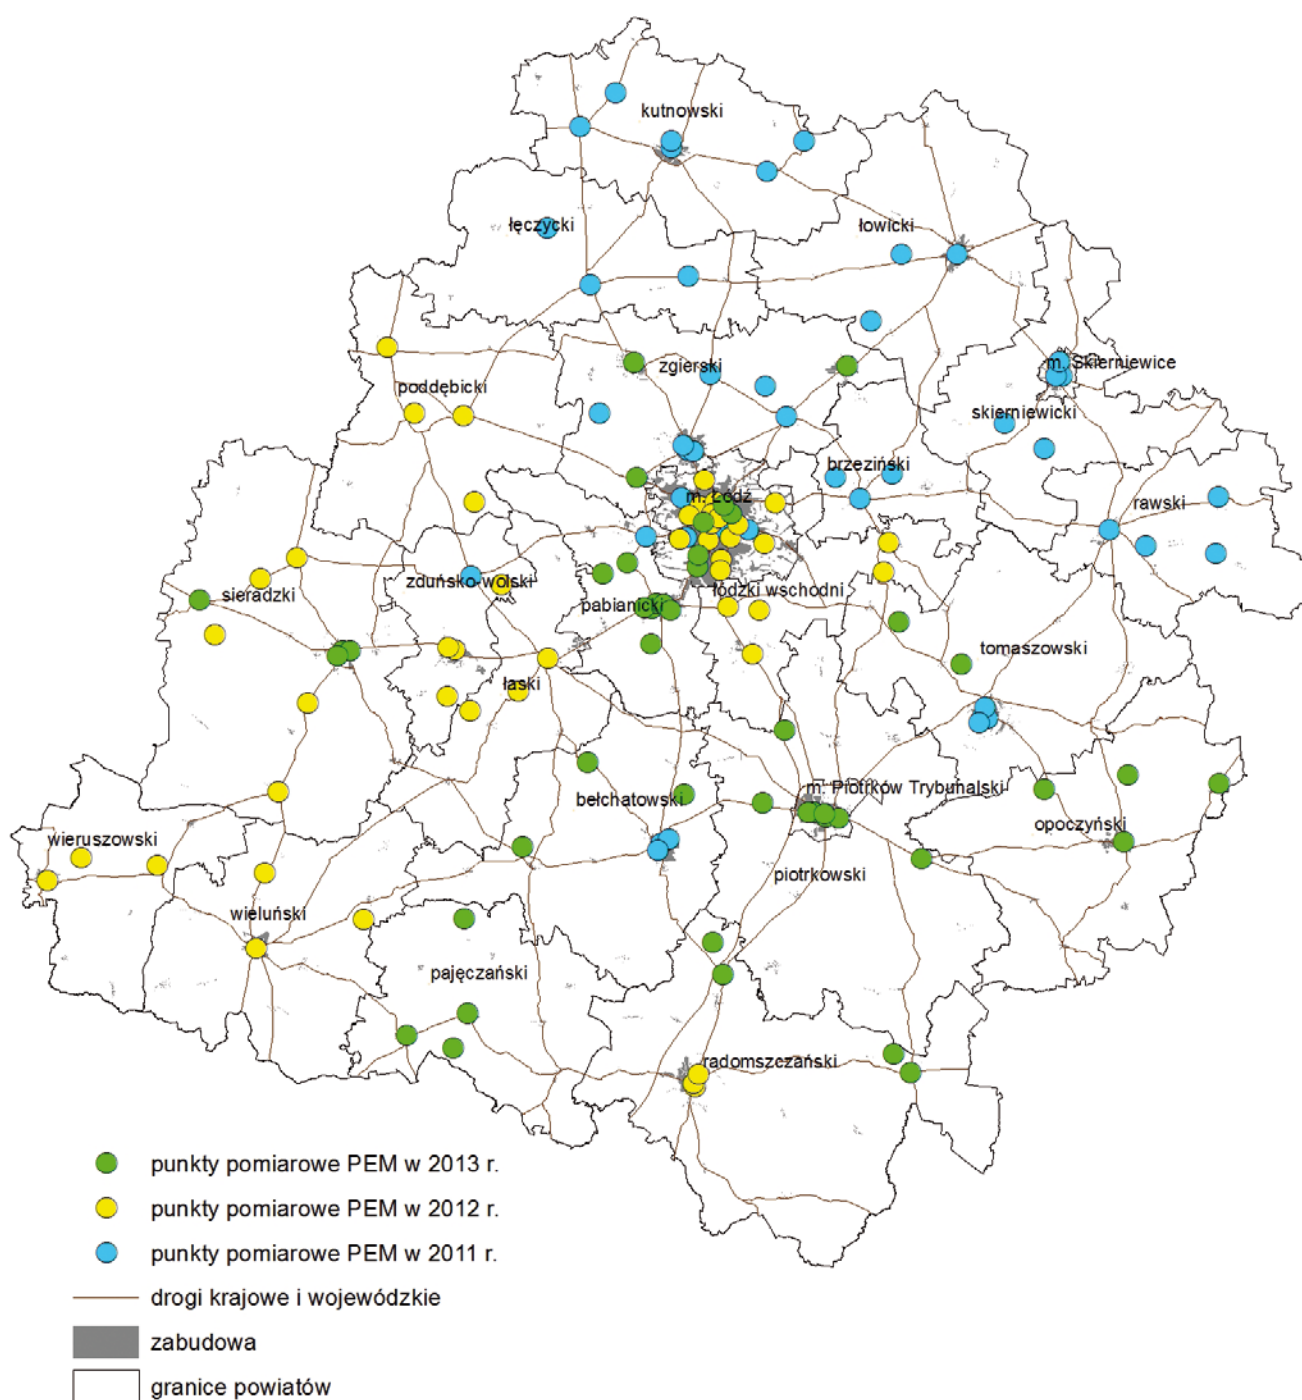 kutnowski
łęczycki
łowicki
zgierski
m. Skierniewice
poddębicki
skierniewicki
brzeziński
m. Łódź
rawski
zduńsko-wolski
sieradzki
pabianicki
łódzki wschodni
tomaszowski
łaski
m. Piotrków Trybunalski
bełchatowski
opoczyński
wieruszowski
piotrkowski
wieluński
pajęczański
radomszczański
punkty pomiarowe PEM w 2013 r.
punkty pomiarowe PEM w 2012 r.
punkty pomiarowe PEM w 2011 r.
drogi krajowe i wojewódzkie
zabudowa
granice powiatów